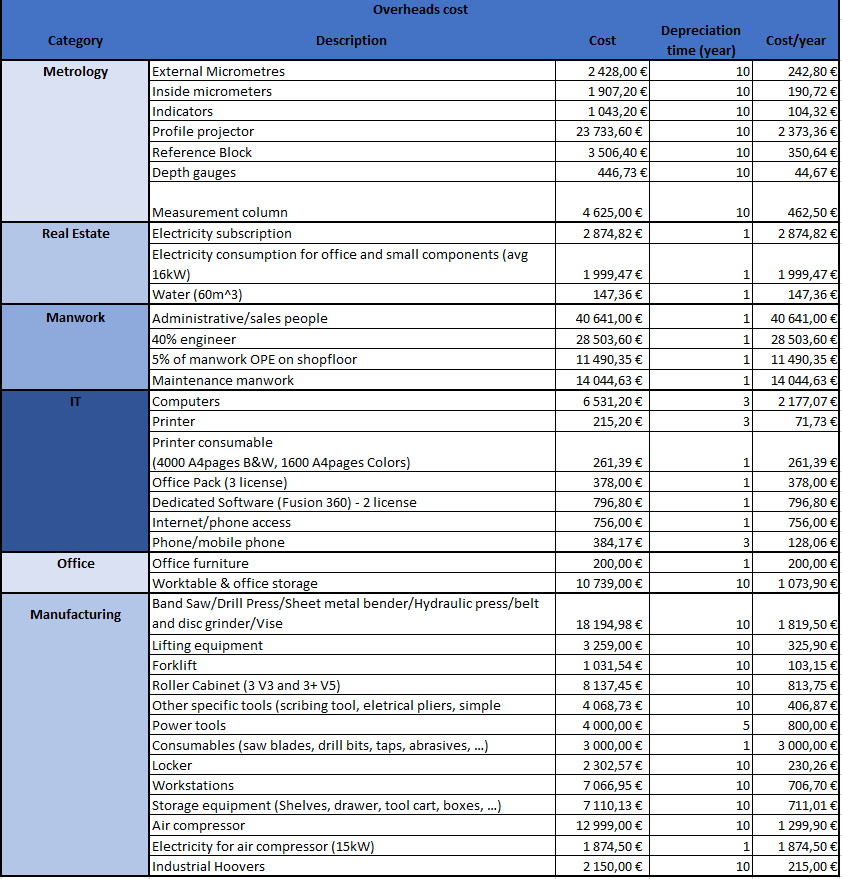 Overheads cost
Category Description Cost Depreciation time (year) Cost/year
Metrology External Micrometres 2 428,00 € 10 242,80 €
Inside micrometers 1 907,20 € 10 190,72 €
Indicators 1 043,20 € 10 104,32 €
Profile projector 23 733,60 € 10 2 373,36 €
Reference Block 3 506,40 € 10 350,64 €
Depth gauges 446,73 € 10 44,67 €
Measurement column 4 625,00 € 10 462,50 €
Real Estate Electricity subscription 2 874,82 € 1 2 874,82 €
Electricity consumption for office and small components (avg
16kW) 1 999,47 € 1 1 999,47 €
Water (60m^3) 147,36 € 1 147,36 €
Manwork Administrative/sales people 40 641,00 € 1 40 641,00 €
40% engineer 28 503,60 € 1 28 503,60 €
5% of manwork OPE on shopfloor 11 490,35 € 1 11 490,35 €
Maintenance manwork 14 044,63 € 1 14 044,63 €
IT Computers 6 531,20 € 3 2 177,07 €
Printer 215,20 € 3 71,73 €
Printer consumable
(4000 A4pages B&W, 1600 A4pages Colors) 261,39 € 1 261,39 €
Office Pack (3 license) 378,00 € 1 378,00 €
Dedicated Software (Fusion 360) - 2 license 796,80 € 1 796,80 €
Internet/phone access 756,00 € 1 756,00 €
Phone/mobile phone 384,17 € 3 128,06 €
Office Office furniture 200,00 € 1 200,00 €
Worktable & office storage 10 739,00 € 10 1 073,90 €
Manufacturing Band Saw/Drill Press/Sheet metal bender/Hydraulic press/belt
and disc grinder/Vise 18 194,98 € 10 1 819,50 €
Lifting equipment 3 259,00 € 10 325,90 €
Forklift 1 031,54 € 10 103,15 €
Roller Cabinet (3 V3 and 3+ V5) 8 137,45 € 10 813,75 €
Other specific tools (scribing tool, eletrical pliers, simple 4 068,73 € 10 406,87 €
Power tools 4 000,00 € 5 800,00 €
Consumables (saw blades, drill bits, taps, abrasives, …) 3 000,00 € 1 3 000,00 €
Locker 2 302,57 € 10 230,26 €
Workstations 7 066,95 € 10 706,70 €
Storage equipment (Shelves, drawer, tool cart, boxes, …) 7 110,13 € 10 711,01 €
Air compressor 12 999,00 € 10 1 299,90 €
Electricity for air compressor (15kW) 1 874,50 € 1 1 874,50 €
Industrial Hoovers 2 150,00 € 10 215,00 €